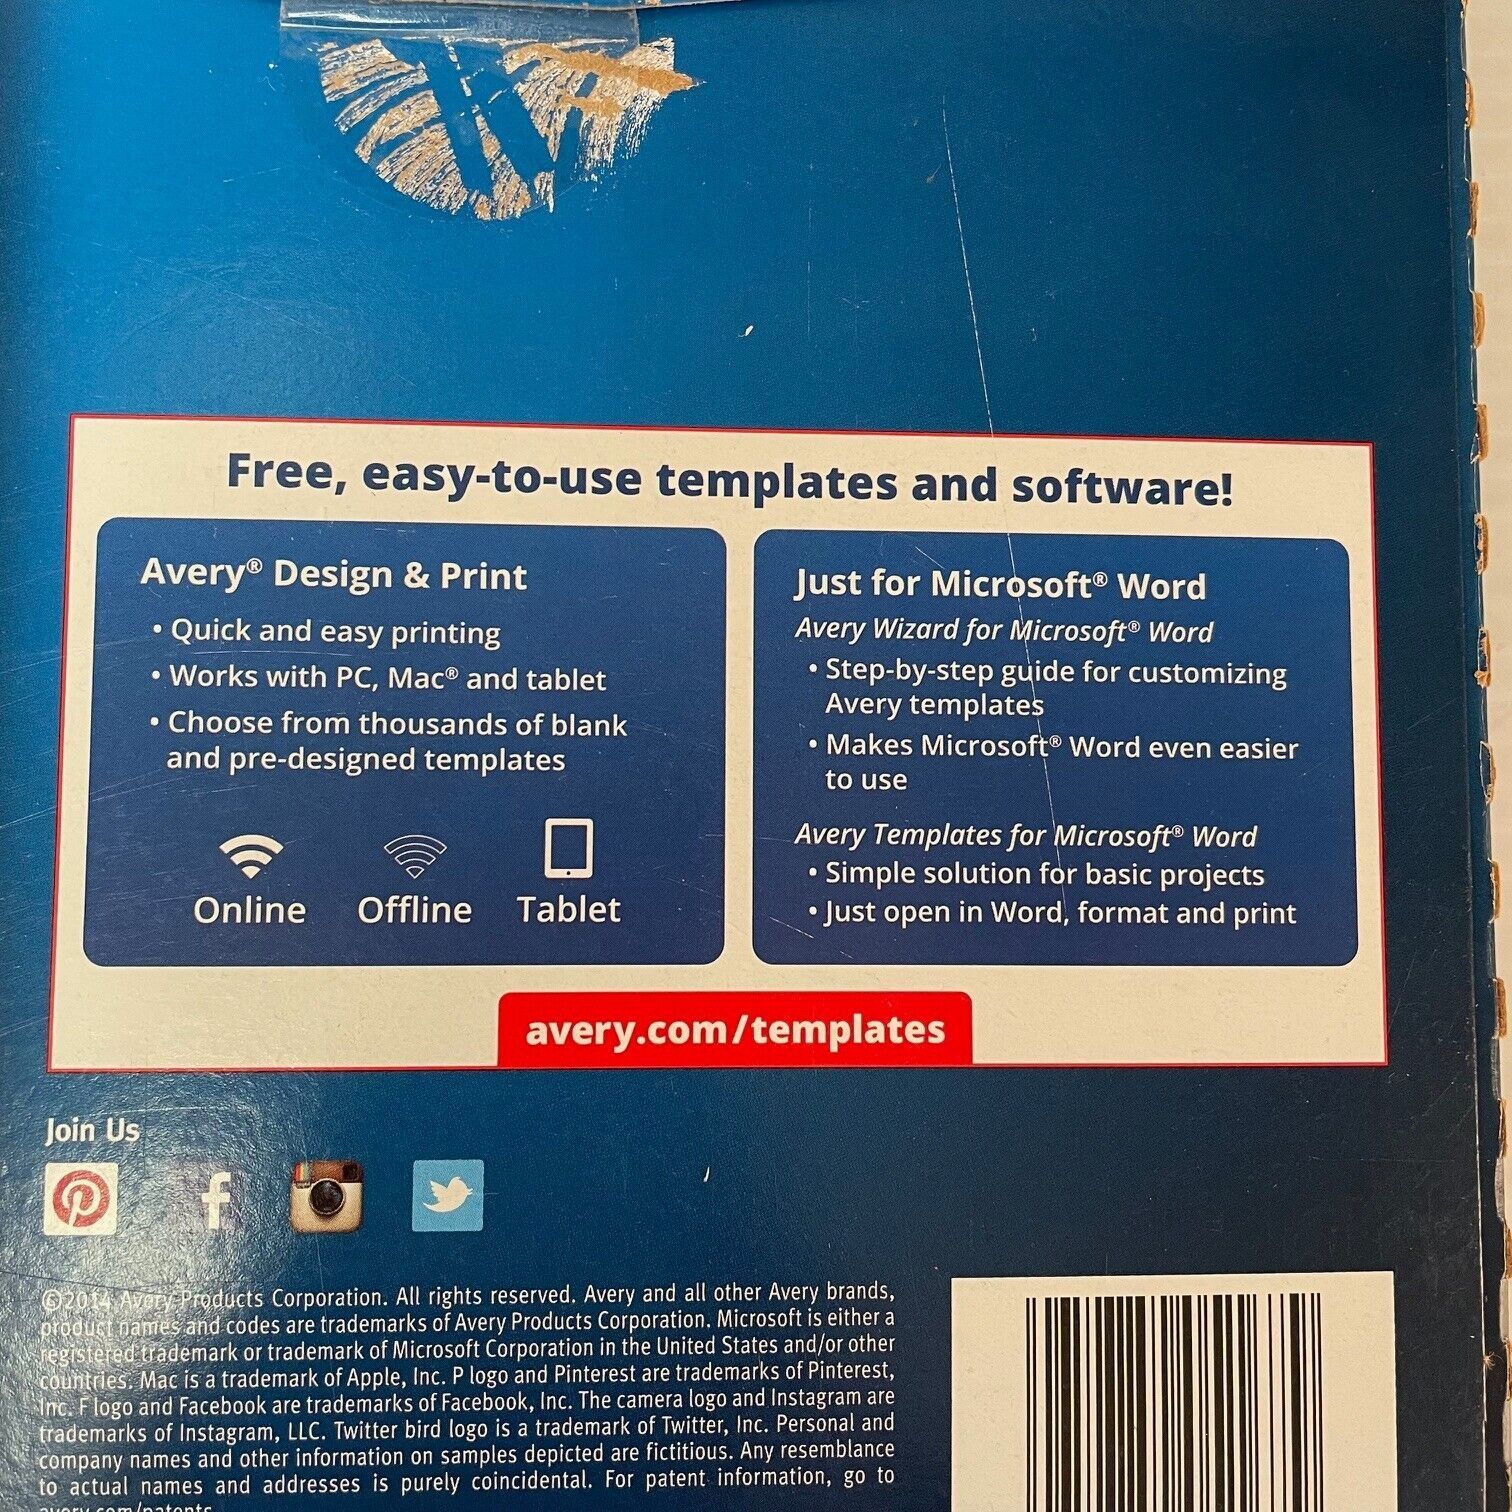 Free, easy-to-use templates and software!
Avery® Design & Print
• Quick and easy printing
• Works with PC, Mac® and tablet
• Choose from thousands of blank
and pre-designed templates
Online Offline Tablet
Just for Microsoft® Word
Avery Wizard for Microsoft® Word
• Step-by-step guide for customizing
Avery templates
• Makes Microsoft® Word even easier
to use
Avery Templates for Microsoft® Word
• Simple solution for basic projects
• Just open in Word, format and print
avery.com/templates
Join Us
©2014 Avery Products Corporation. All rights reserved. Avery and all other Avery brands,
product names and codes are trademarks of Avery Products Corporation. Microsoft is either a
registered trademark or trademark of Microsoft Corporation in the United States and/or other
countries. Mac is a trademark of Apple, Inc. P logo and Pinterest are trademarks of Pinterest,
Inc. F logo and Facebook are trademarks of Facebook, Inc. The camera logo and Instagram are
trademarks of Instagram, LLC. Twitter bird logo is a trademark of Twitter, Inc. Personal and
company names and other information on samples depicted are fictitious. Any resemblance
to actual names and addresses is purely coincidental. For patent information, go to
avery.com/patents